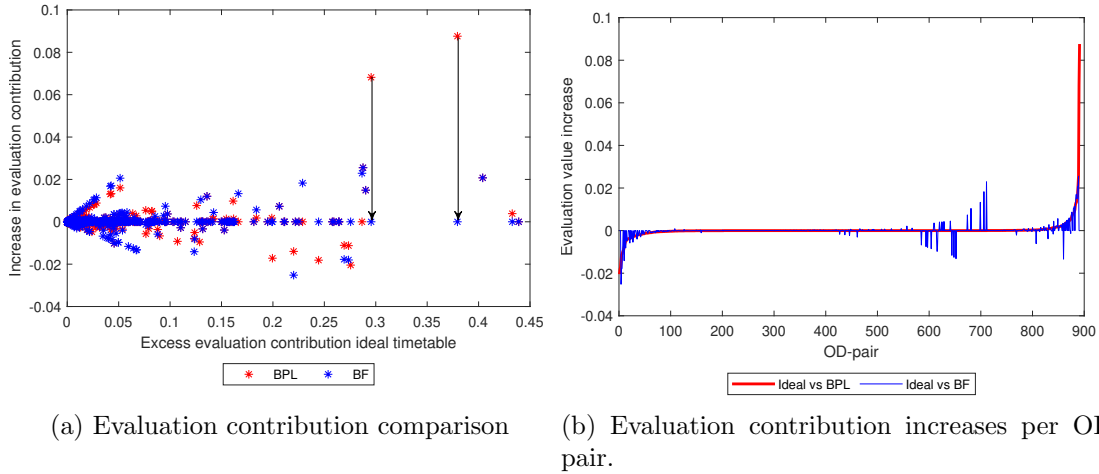 0.1
0.08
0.06
0.04
0.02
0
-0.02
-0.04
Increase in evaluation contribution
0 0.05 0.1 0.15 0.2 0.25 0.3 0.35 0.4 0.45
Excess evaluation contribution ideal timetable
BPL BF
(a) Evaluation contribution comparison
0.1
0.08
0.06
0.04
0.02
0
-0.02
-0.04
Evaluation value increase
0 100 200 300 400 500 600 700 800 900
OD-pair
Ideal vs BPL Ideal vs BF
(b) Evaluation contribution increases per OD
pair.